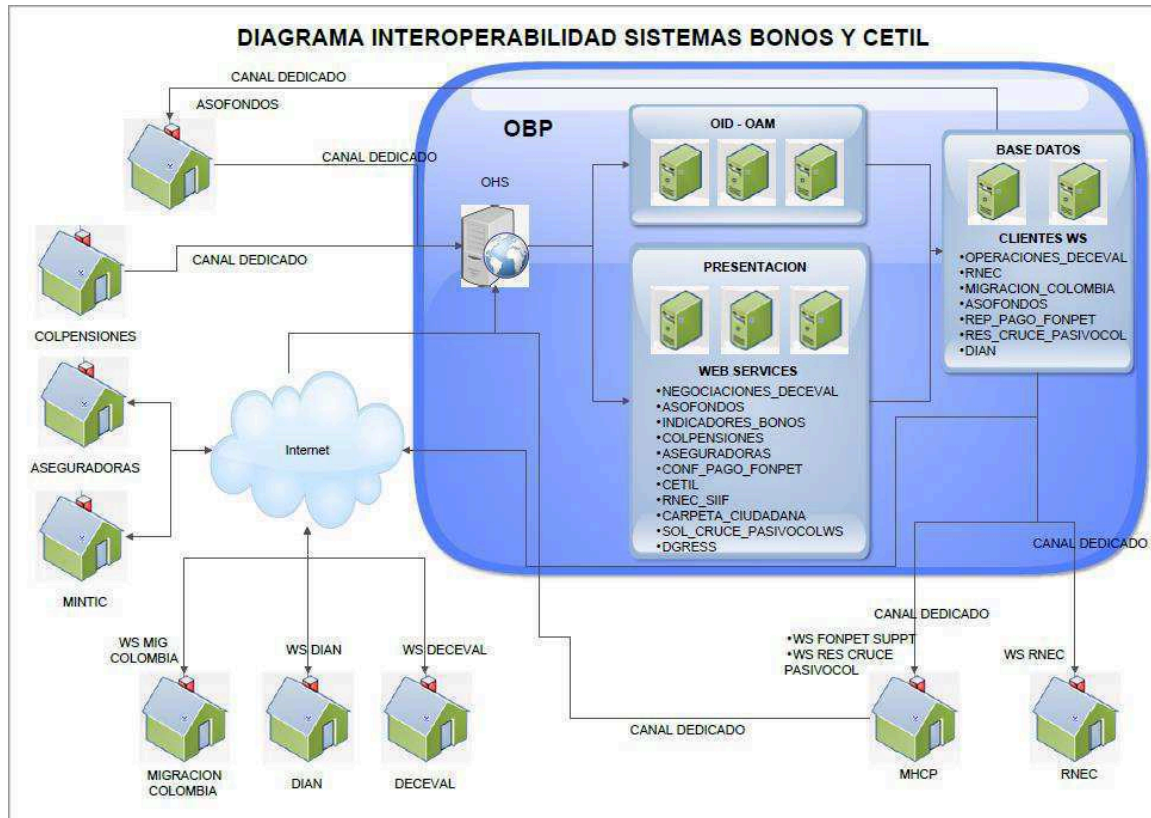 DIAGRAMA INTEROPERABILIDAD SISTEMAS BONOS Y CETIL
CANAL DEDICADO
ASOFONDOS
CANAL DEDICADO
OBP
OID - OAM
BASE DATOS
OHS
CANAL DEDICADO
COLPENSIONES
CLIENTES WS
•OPERACIONES_DECEVAL
•RNEC
•MIGRACION_COLOMBIA
•ASOFONDOS
•REP_PAGO_FONPET
•RES_CRUCE_PASIVOCOL
•DIAN
PRESENTACION
WEB SERVICES
•NEGOCIACIONES_DECEVAL
•ASOFONDOS
•INDICADORES_BONOS
•COLPENSIONES
•ASEGURADORAS
•CONF_PAGO_FONPET
•CETIL
•RNEC_SIIF
•CARPETA_CIUDADANA
•SOL_CRUCE_PASIVOCOLWS
•DGRESS
Internet
ASEGURADORAS
MINTIC
CANAL DEDICADO
CANAL DEDICADO
WS MIG
COLOMBIA
WS DIAN
WS DECEVAL
•WS FONPET SUPPT
•WS RES CRUCE
PASIVOCOL
WS RNEC
CANAL DEDICADO
MIGRACION
COLOMBIA
DIAN
DECEVAL
MHCP
RNEC